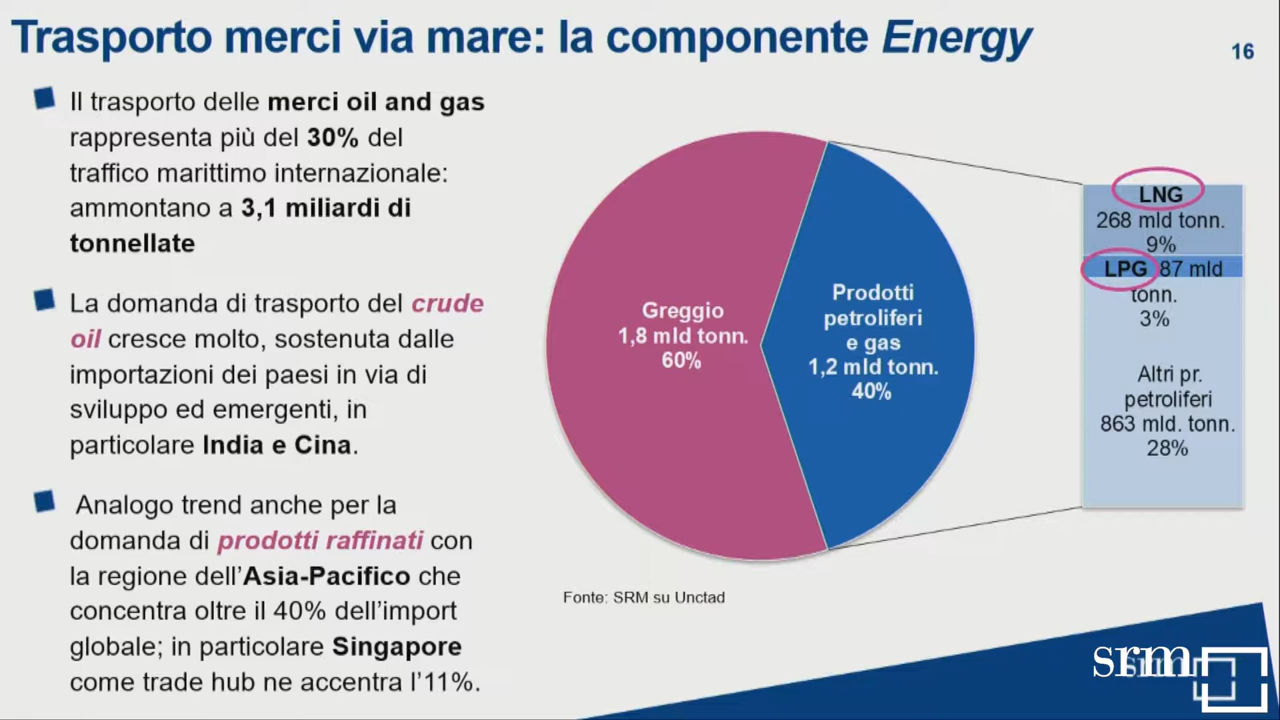 Trasporto merci via mare: la componente Energy
16
Il trasporto delle merci oil and gas
rappresenta più del 30% del
traffico marittimo internazionale:
ammontano a 3,1 miliardi di
tonnellate
La domanda di trasporto del crude
oil cresce molto, sostenuta dalle
importazioni dei paesi in via di
sviluppo ed emergenti, in
particolare India e Cina.
Analogo trend anche per la
domanda di prodotti raffinati con
la regione dell'Asia-Pacifico che
concentra oltre il 40% dell'import
globale; in particolare Singapore
come trade hub ne accentra l'11%.
Greggio
1,8 mld tonn.
60%
Prodotti
petroliferi
e gas
1,2 mld tonn.
40%
LNG
268 mld tonn.
9%
LPG 87 mld
tonn.
3%
Altri pr.
petroliferi
863 mld. tonn.
28%
Fonte: SRM su Unctad
srm
srm